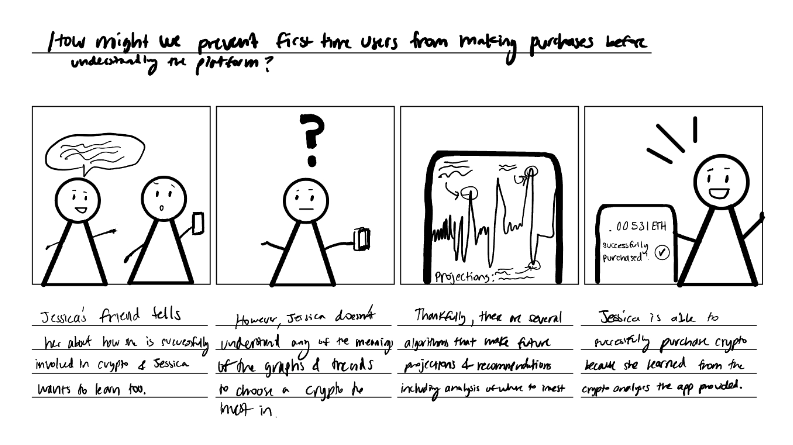 How might we prevent first time users from making purchases before
understanding the platform?
?
Projections:
.00531 ETH
successfully
purchased
Jessica's friend tells
her about how she is successfully
involved in crypto & Jessica
wants to learn too.
However, Jessica doesn't
understand any of the meanings
of the graphs & trends
to choose a crypto to
invest in.
Thankfully, there are several
algorithms that make future
projections & recommendations
including analysis of where to invest
Jessica is able to
successfully purchase crypto
because she learned from the
crypto analysis the app provided.